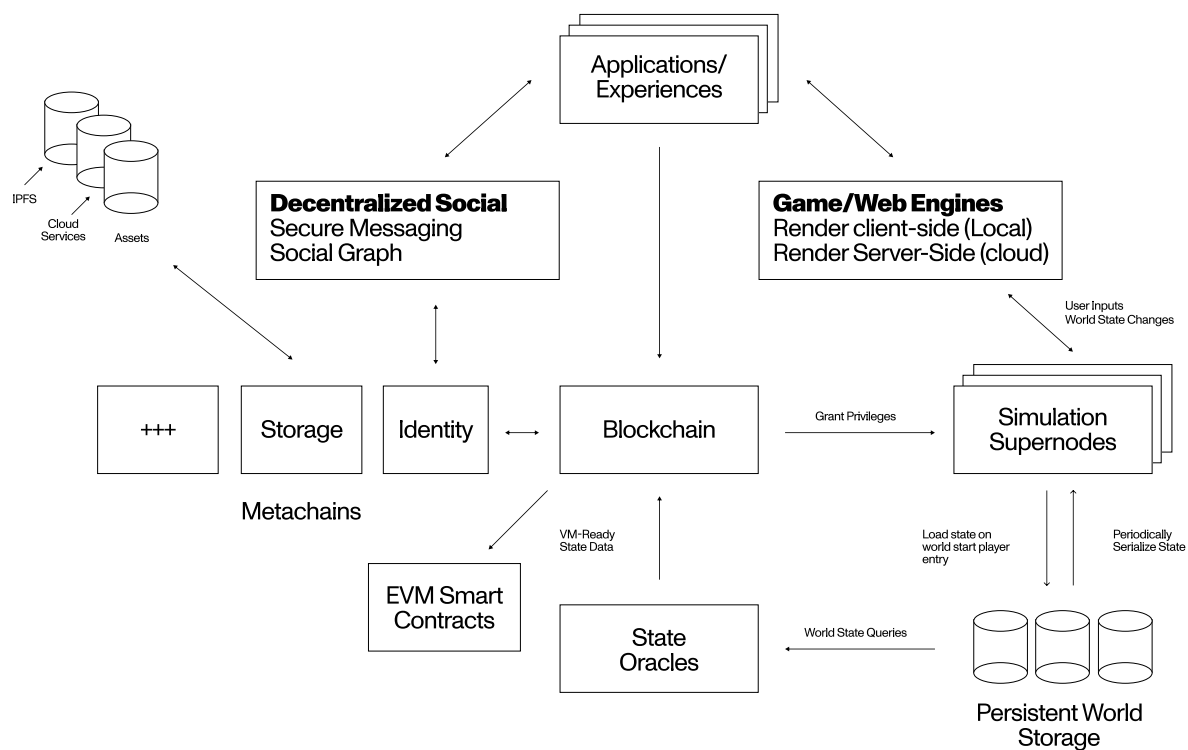 Applications/
Experiences
IPFS
Cloud
Services
Assets
Decentralized Social
Secure Messaging
Social Graph
Game/Web Engines
Render client-side (Local)
Render Server-Side (cloud)
User Inputs
World State Changes
+++
Storage
Identity
Blockchain
Grant Privileges
Simulation
Supernodes
Metachains
VM-Ready
State Data
Load state on
world start player
entry
Periodically
Serialize State
EVM Smart
Contracts
State
Oracles
World State Queries
Persistent World
Storage